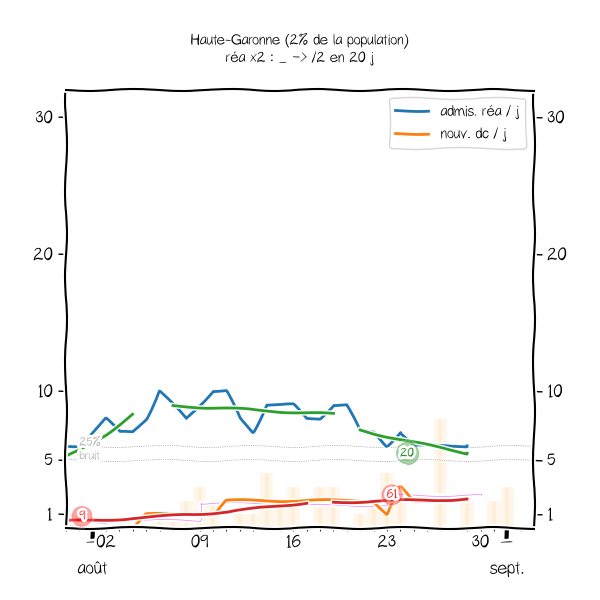 Haute-Garonne (2% de la population)
réa x2 : _ -> /2 en 20 j
admis. réa / j
nouv. dc / j
30 30
20 20
10 10
25%
5 5
bruit
20
61
9
1 1
02 09 16 23 30
août sept.